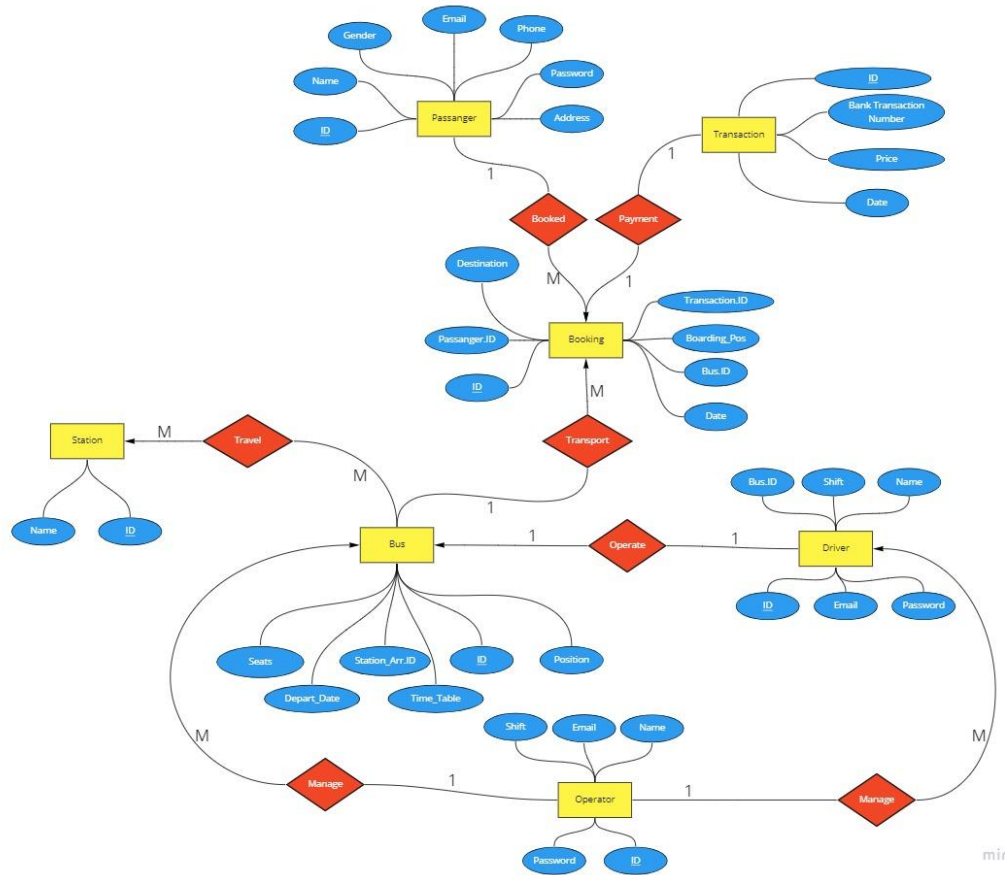 Email
Gender
Phone
Name
Password
ID
Passanger
Address
ID
Bank Transaction
Number
Transaction
Price
Date
1
1
Booked
Payment
M
1
Destination
Transaction.ID
Passanger.ID
Booking
Boarding_Pos
Bus.ID
ID
Date
M
Station
M
Travel
Transport
M
Name
ID
1
Bus.ID
Shift
Name
Bus
1
Operate
1
Driver
ID
Email
Password
Seats
Station_Arr.ID
ID
Position
Depart_Date
Time_Table
Shift
Email
Name
M
M
Manage
1
Operator
1
Manage
Password
ID